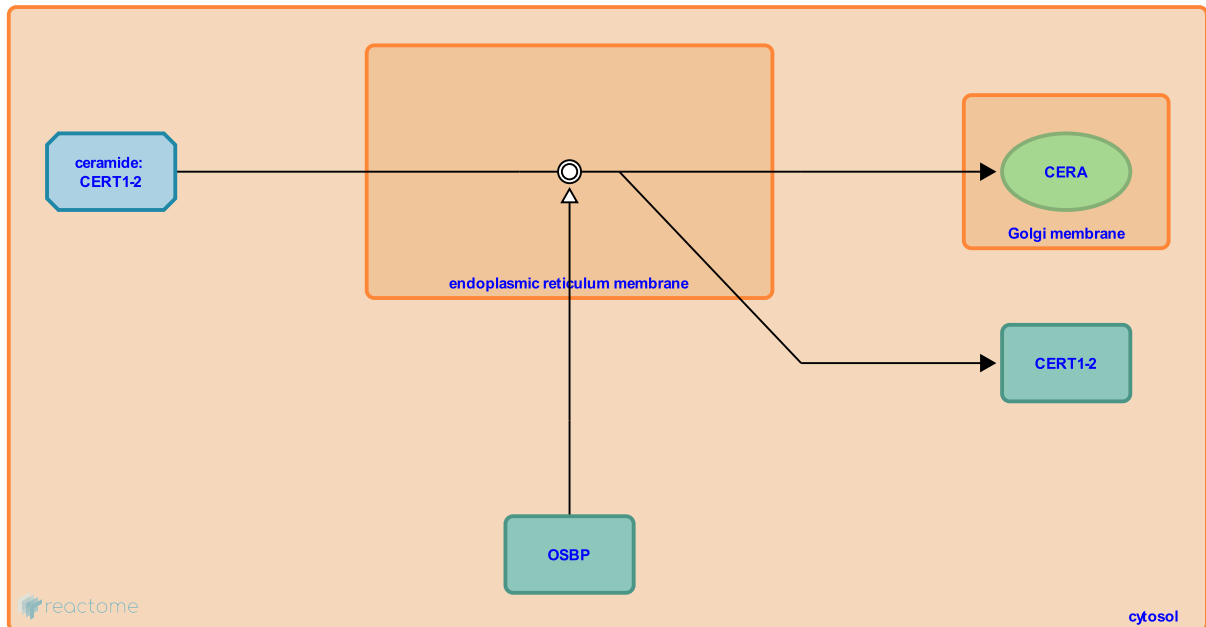 ceramide:
CERT1-2
CERA
Golgi membrane
endoplasmic reticulum membrane
CERT1-2
OSBP
reactome
cytosol